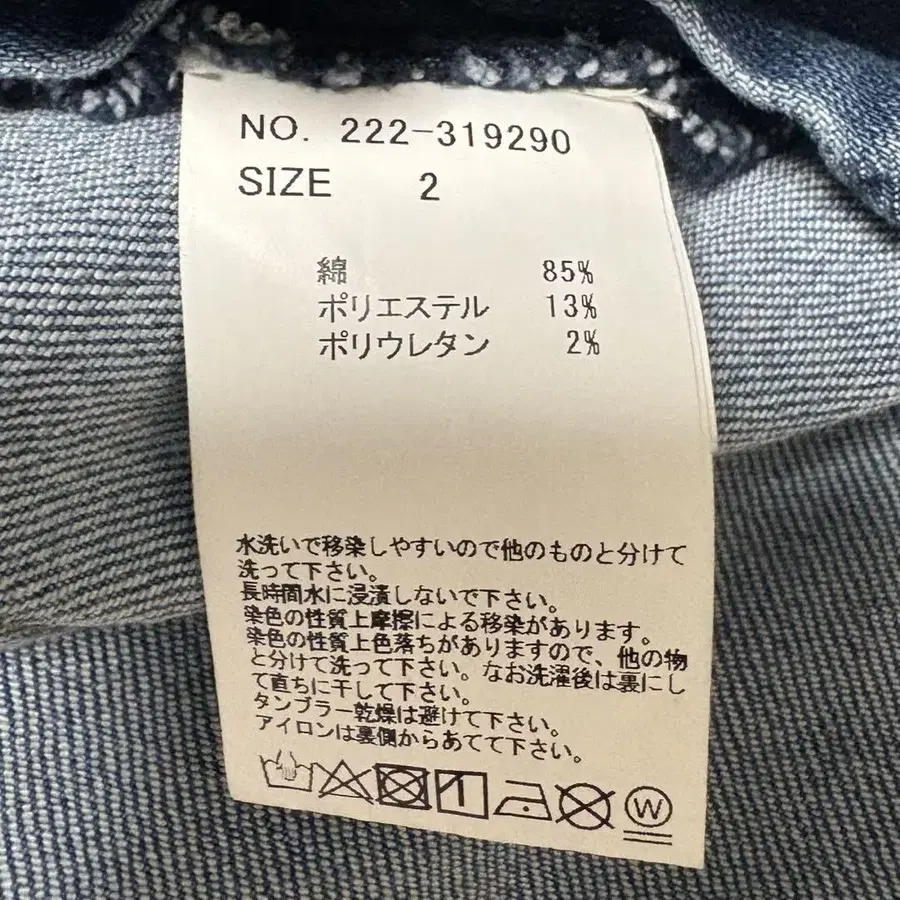 NO. 222-319290
SIZE 2
綿 85%
ポリエステル 13%
ポリウレタン 2%
水洗いで移染しやすいので他のものと分けて
洗って下さい。
長時間水に浸漬しないで下さい。
染色の性質上摩擦による移染があります。
染色の性質上色落ちがありますので、他の物
と分けて洗って下さい。なお洗濯後は裏にし
て直ちに干して下さい。
タンブラー乾燥は避けて下さい。
アイロンは裏側からあてて下さい。
W